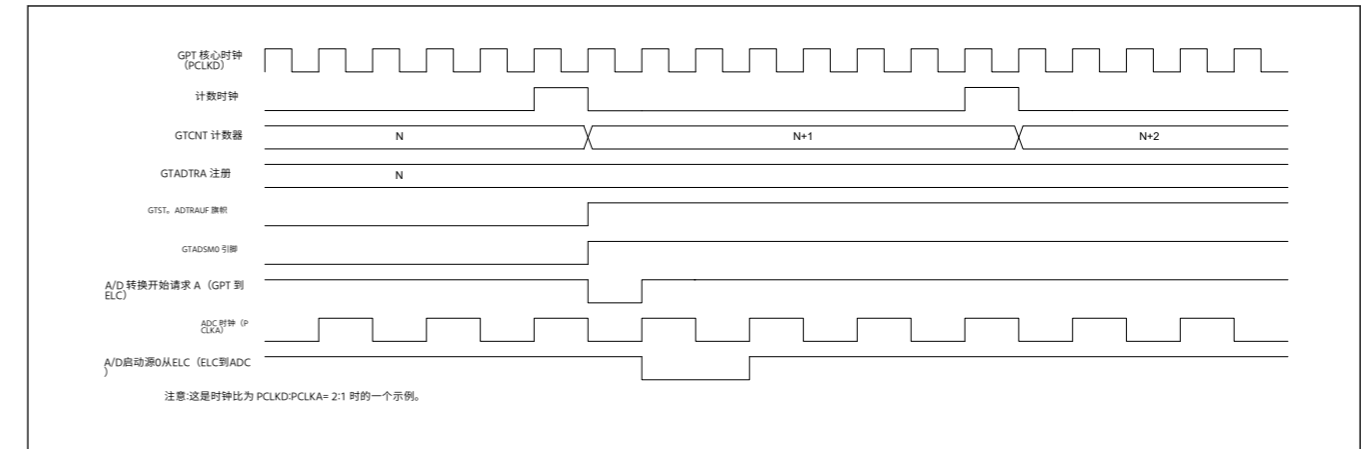 GPT 核心时钟
（PCLKD）
计数时钟
GTCNT 计数器
N
N+1
N+2
GTADTRA 注册
N
GTST。ADTRAUF 旗帜
GTADSM0 引脚
A/D 转换开始请求 A（GPT 到
ELC）
ADC 时钟（P
CLKA）
A/D启动源0从ELC（ELC到ADC
）
注意:这是时钟比为 PCLKD:PCLKA= 2:1 时的一个示例。